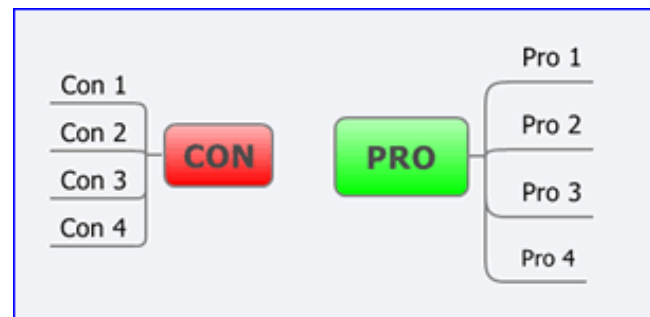 Con 1
Con 2
Con 3
Con 4
CON
PRO
Pro 1
Pro 2
Pro 3
Pro 4